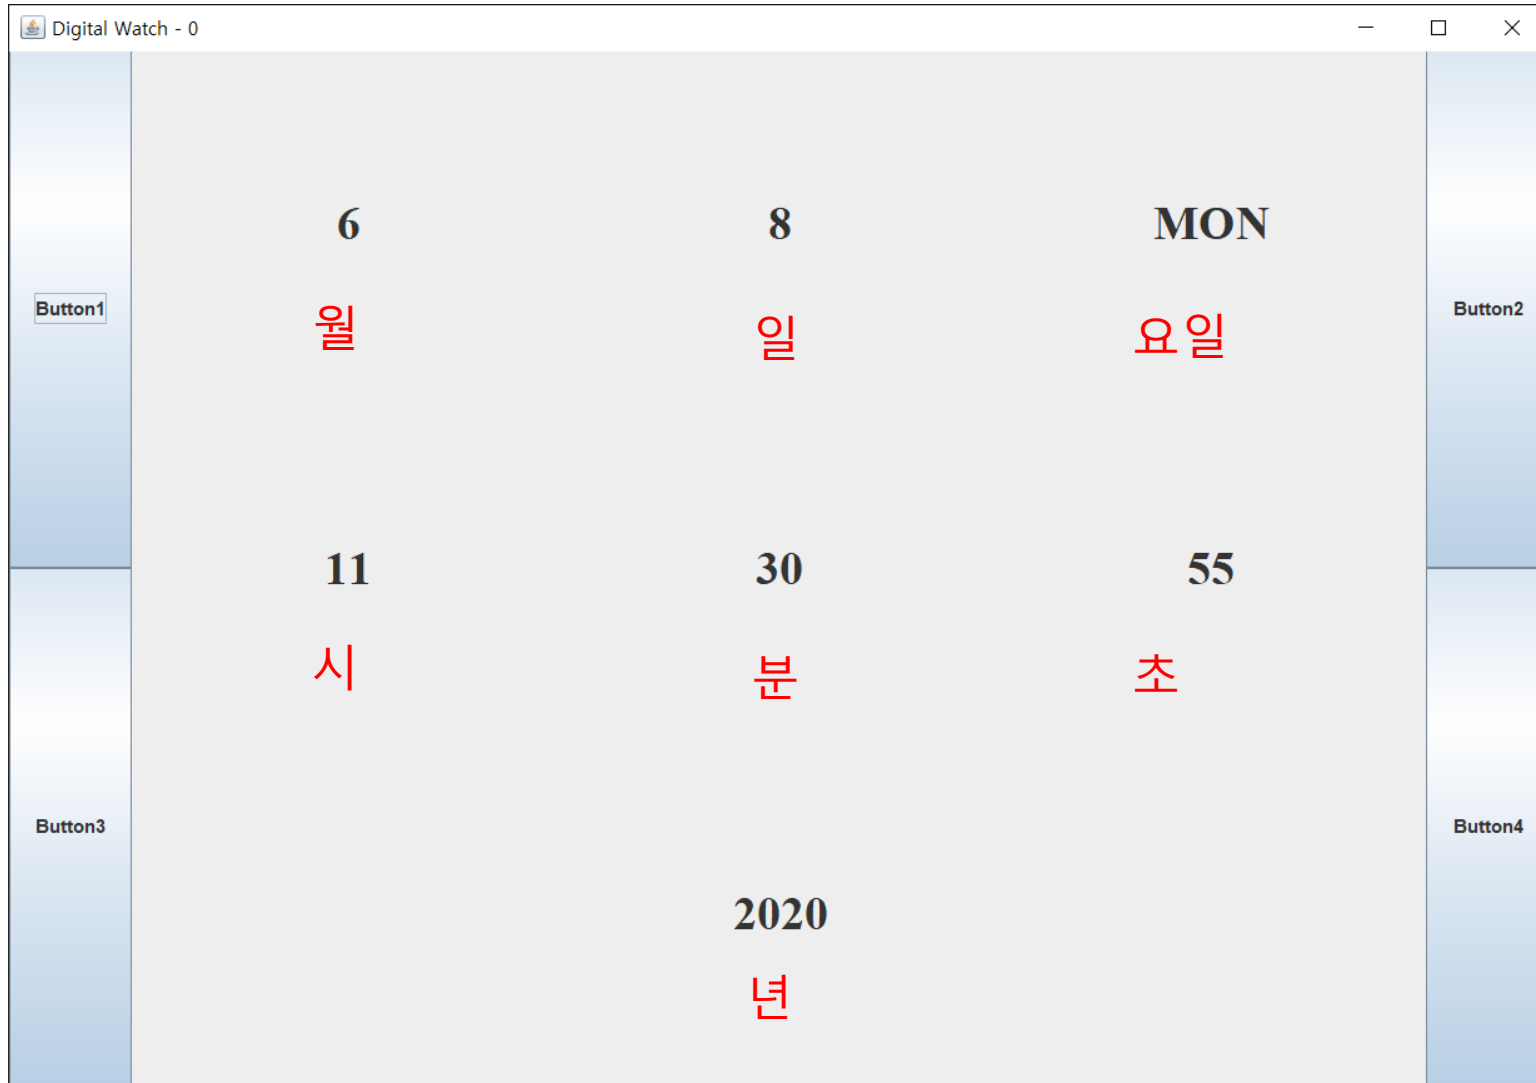 Digital Watch - 0
6 8 MON
Button1 월 일 요일 Button2
11 30 55
시 분 초
Button3 Button4
2020
년